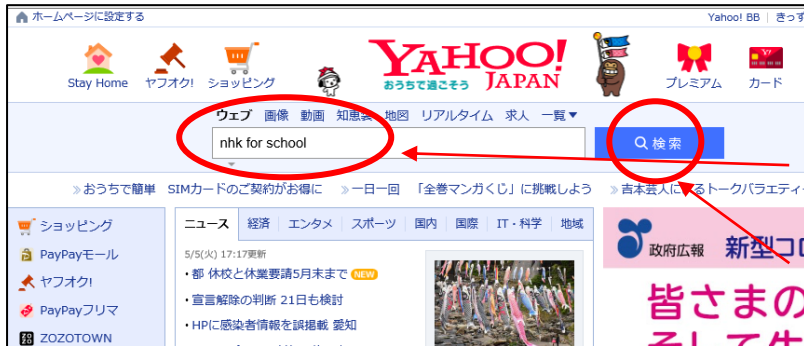 ホームページに設定する
Yahoo! BB
きっず
Stay Home
ヤフオク!
ショッピング
YAHOO!
JAPAN
おうちで過ごそう
プレミアム
カード
ウェブ 画像 動画 知恵袋 地図 リアルタイム 求人 一覧▼
nhk for school
検索
»おうちで簡単 SIMカードのご契約がお得に
»一日一回 「全巻マンガくじ」に挑戦しよう
»吉本芸人によるトークバラエティ
ショッピング
PayPayモール
ヤフオク!
PayPayフリマ
ZOZOTOWN
ニュース 経済 エンタメ スポーツ 国内 国際 IT・科学 地域
5/5(火) 17:17更新
・都 休校と休業要請5月末まで NEW
・宣言解除の判断 21日も検討
・HPに感染者情報を誤掲載 愛知
政府広報
新型コロ
皆さまの
そして生